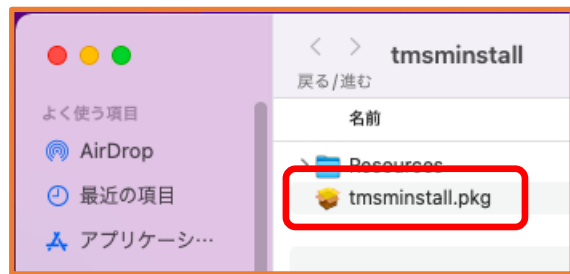 < > tmsminstall
戻る/進む
よく使う項目
名前
AirDrop
Resources
最近の項目
tmsminstall.pkg
アプリケーシ…